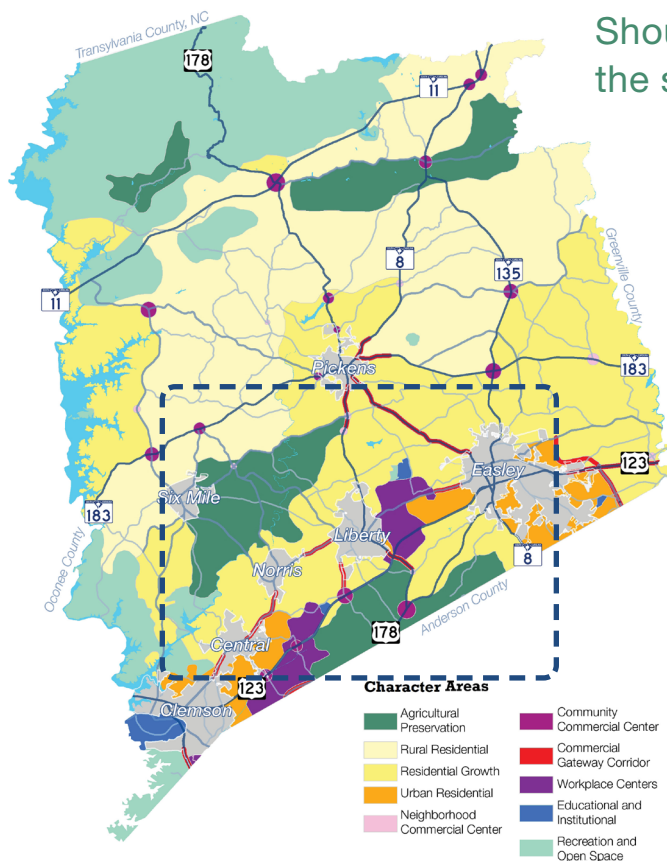 Shou
the s
Transylvania County, NC
178
11
8
135
Greenville County
11
Pickens
183
Easley
123
Six Mile
183
Liberty
Oconee County
Norris
8
Anderson County
178
Central
123
Clemson
Character Areas
Agricultural
Preservation
Rural Residential
Residential Growth
Urban Residential
Neighborhood
Commercial Center
Community
Commercial Center
Commercial
Gateway Corridor
Workplace Centers
Educational and
Institutional
Recreation and
Open Space